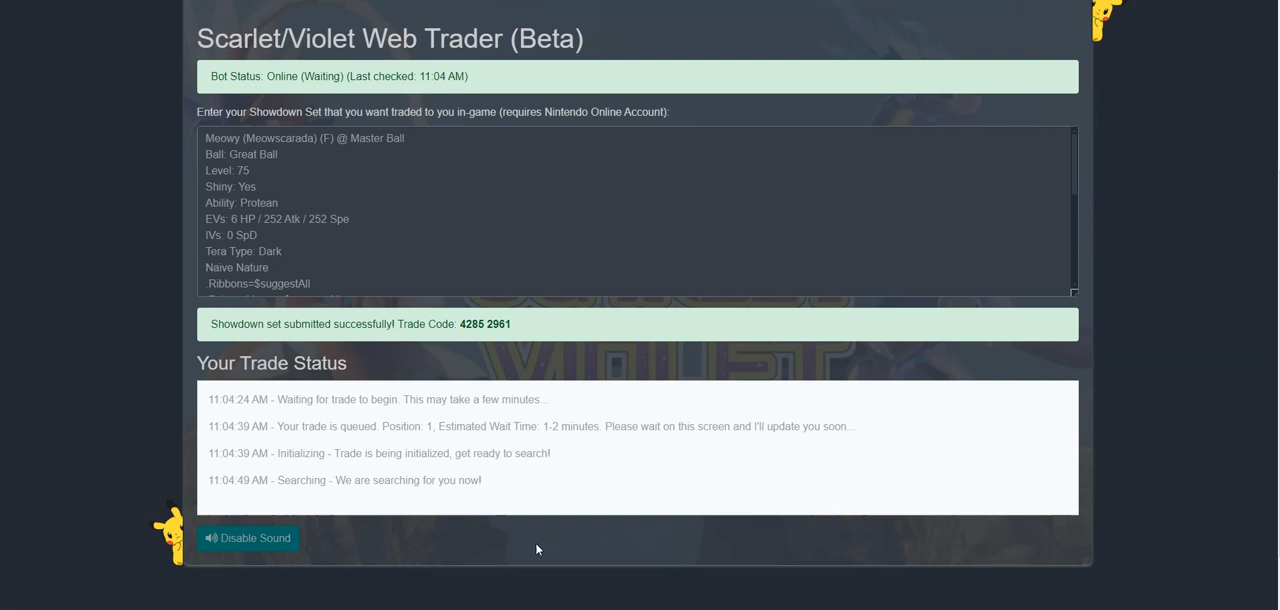 Scarlet/Violet Web Trader (Beta)
Bot Status: Online (Waiting) (Last checked: 11:04 AM)
Enter your Showdown Set that you want traded to you in-game (requires Nintendo Online Account):
Meowy (Meowscarada) (F) @ Master Ball
Ball: Great Ball
Level: 75
Shiny: Yes
Ability: Protean
EVs: 6 HP / 252 Atk / 252 Spe
IVs: 0 SpD
Tera Type: Dark
Naive Nature
.Ribbons=$suggestAll
Showdown set submitted successfully! Trade Code: 4285 2961
Your Trade Status
11:04:24 AM - Waiting for trade to begin. This may take a few minutes...
11:04:39 AM - Your trade is queued. Position: 1, Estimated Wait Time: 1-2 minutes. Please wait on this screen and I'll update you soon...
11:04:39 AM - Initializing - Trade is being initialized, get ready to search!
11:04:49 AM - Searching - We are searching for you now!
Disable Sound